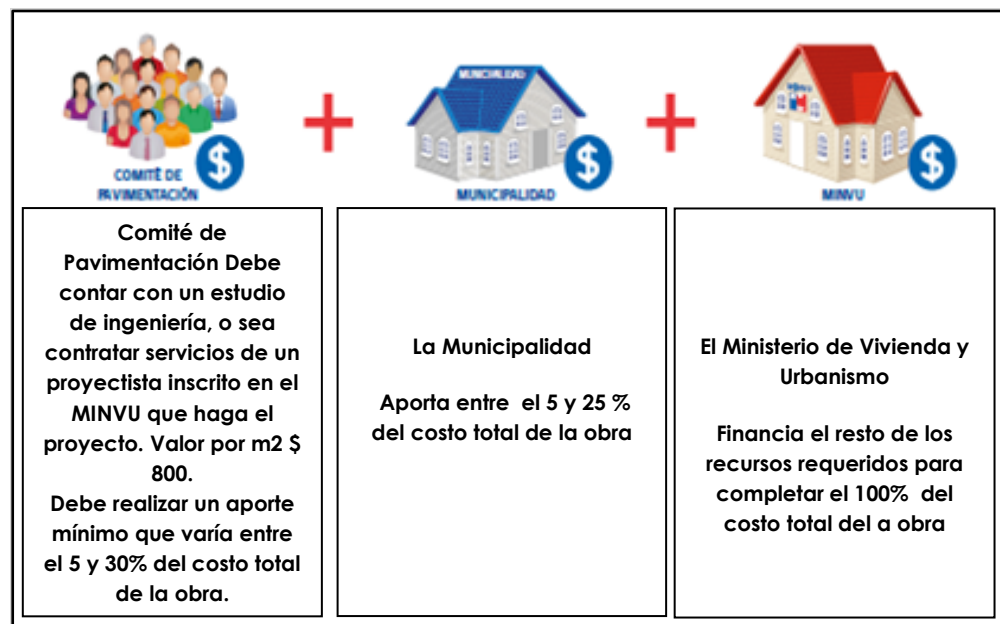 COMITÉ DE
PAVIMENTACIÓN
MUNICIPALIDAD
MUNICIPALIDAD
MINVU
Comité de
Pavimentación Debe
contar con un estudio
de ingeniería, o sea
contratar servicios de un
proyectista inscrito en el
MINVU que haga el
proyecto. Valor por m2 $
800.
Debe realizar un aporte
mínimo que varía entre
el 5 y 30% del costo total
de la obra.
La Municipalidad
Aporta entre el 5 y 25 %
del costo total de la obra
El Ministerio de Vivienda y
Urbanismo
Financia el resto de los
recursos requeridos para
completar el 100% del
costo total del a obra